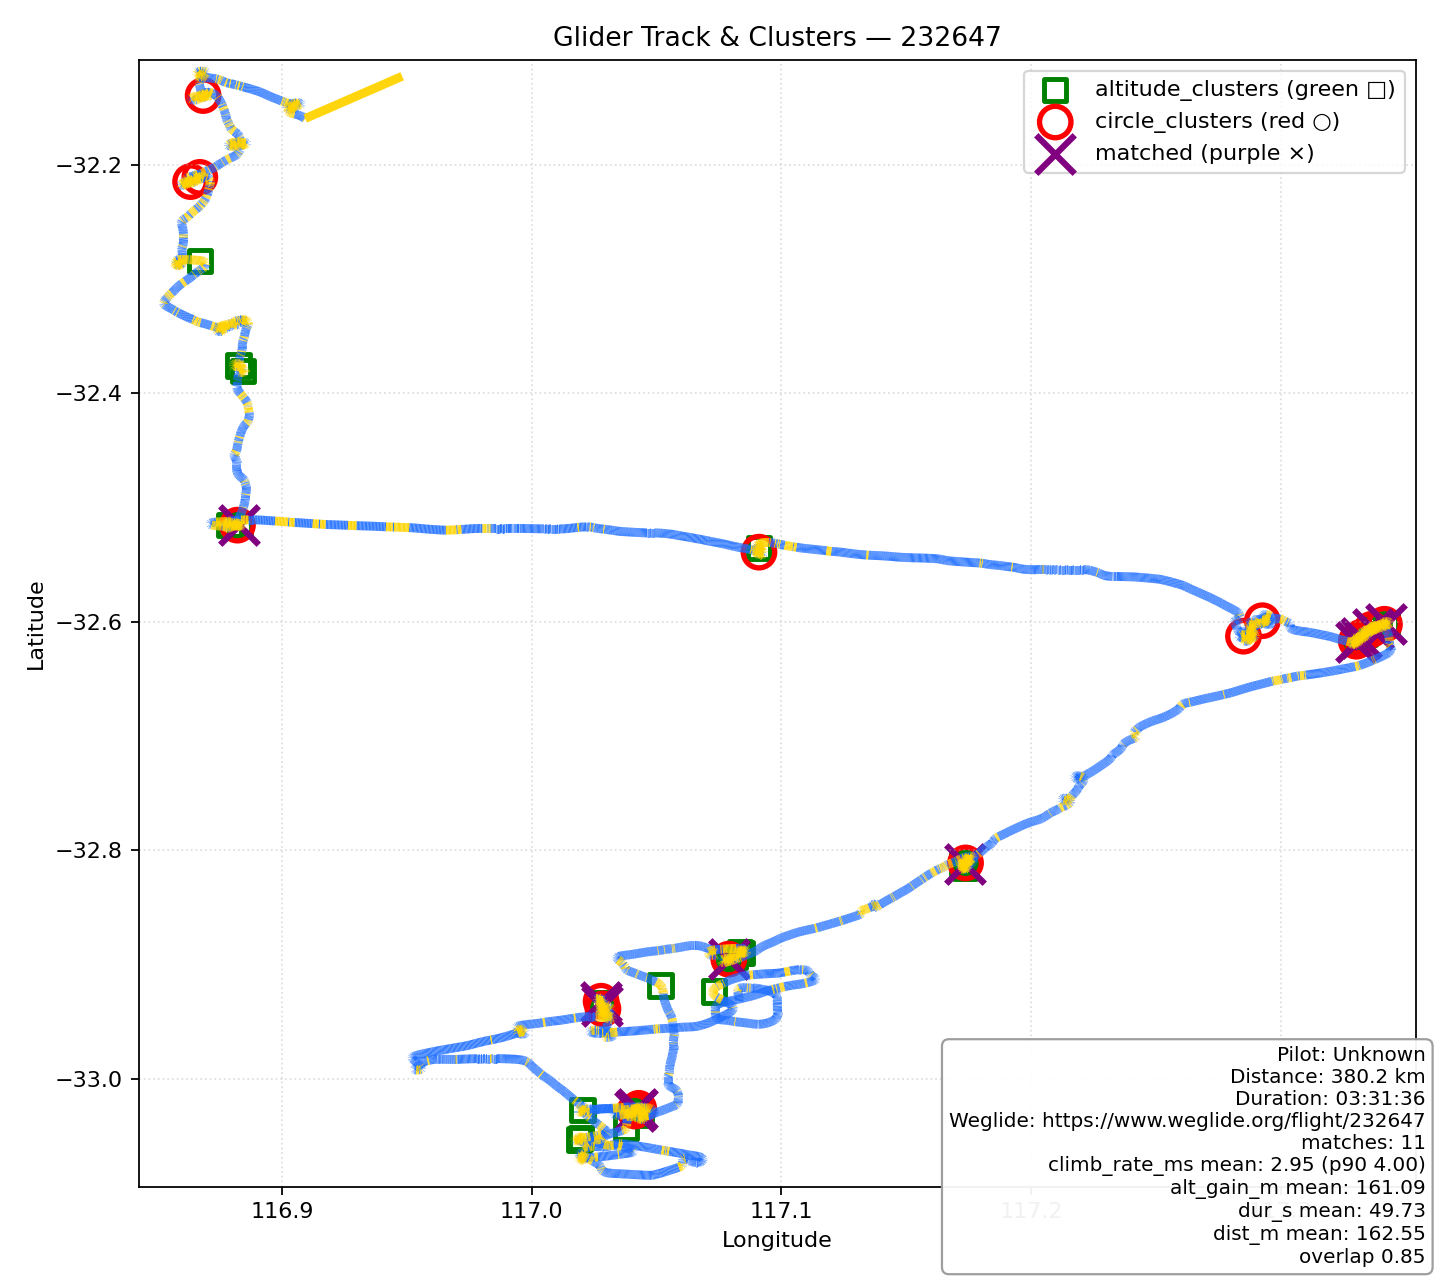 Glider Track & Clusters — 232647
altitude_clusters (green □)
circle_clusters (red ○)
matched (purple ×)
−32.2
−32.4
−32.6
−32.8
−33.0
Latitude
116.9
117.0
117.1
117.2
Longitude
Pilot: Unknown
Distance: 380.2 km
Duration: 03:31:36
Weglide: https://www.weglide.org/flight/232647
matches: 11
climb_rate_ms mean: 2.95 (p90 4.00)
alt_gain_m mean: 161.09
dur_s mean: 49.73
dist_m mean: 162.55
overlap 0.85